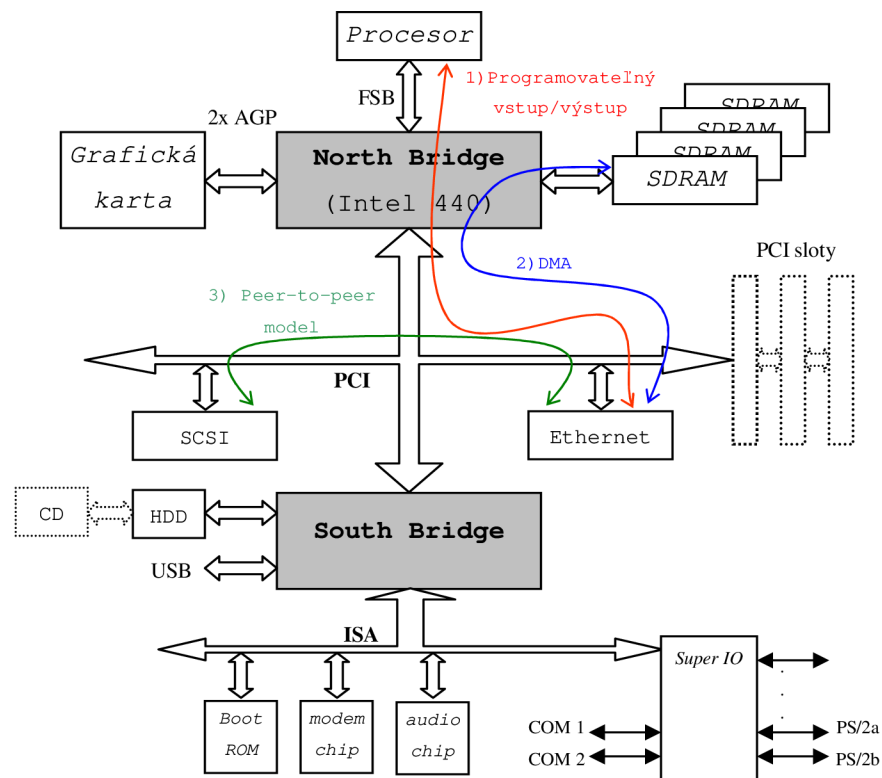 Procesor
1)Programovateľný
vstup/výstup
FSB
2x AGP
Grafická
karta
North Bridge
(Intel 440)
SDRAM
SDRAM
SDRAM
SDRAM
PCI sloty
2)DMA
3) Peer-to-peer
model
PCI
SCSI
Ethernet
CD
HDD
South Bridge
USB
ISA
Super IO
Boot
ROM
modem
chip
audio
chip
COM 1
COM 2
PS/2a
PS/2b